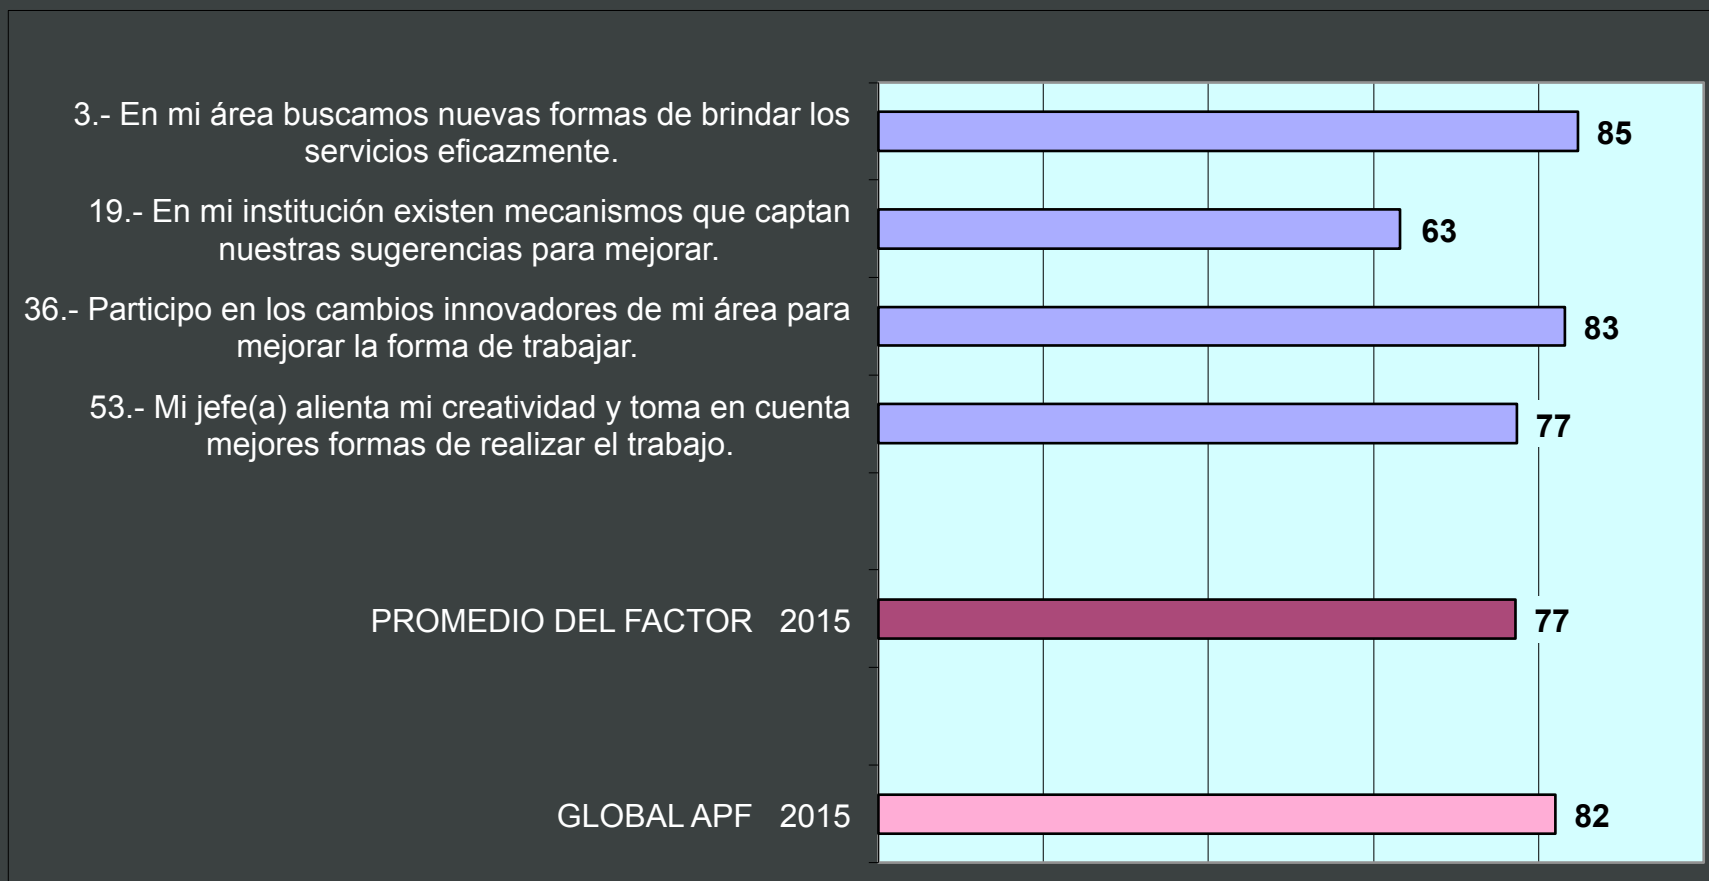 3.- En mi área buscamos nuevas formas de brindar los
servicios eficazmente.
85
19.- En mi institución existen mecanismos que captan
nuestras sugerencias para mejorar.
63
36.- Participo en los cambios innovadores de mi área para
mejorar la forma de trabajar.
83
53.- Mi jefe(a) alienta mi creatividad y toma en cuenta
mejores formas de realizar el trabajo.
77
PROMEDIO DEL FACTOR 2015
77
GLOBAL APF 2015
82